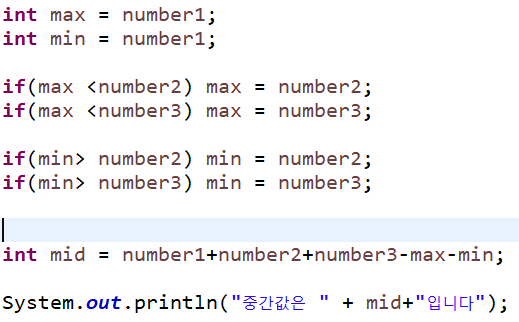 int max = number1;
int min = number1;
if(max <number2) max = number2;
if(max <number3) max = number3;
if(min> number2) min = number2;
if(min> number3) min = number3;
int mid = number1+number2+number3-max-min;
System.out.println("중간값은 " + mid+"입니다");